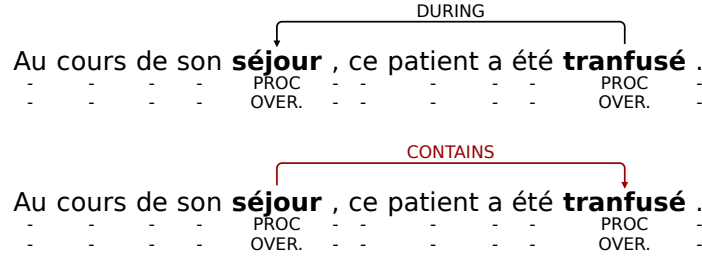 DURING
Au cours de son séjour , ce patient a été tranfusé .
- - - - PROC - - - - - PROC -
- - - - OVER. - - - - - OVER. -
CONTAINS
Au cours de son séjour , ce patient a été tranfusé .
- - - - PROC - - - - - PROC -
- - - - OVER. - - - - - OVER. -